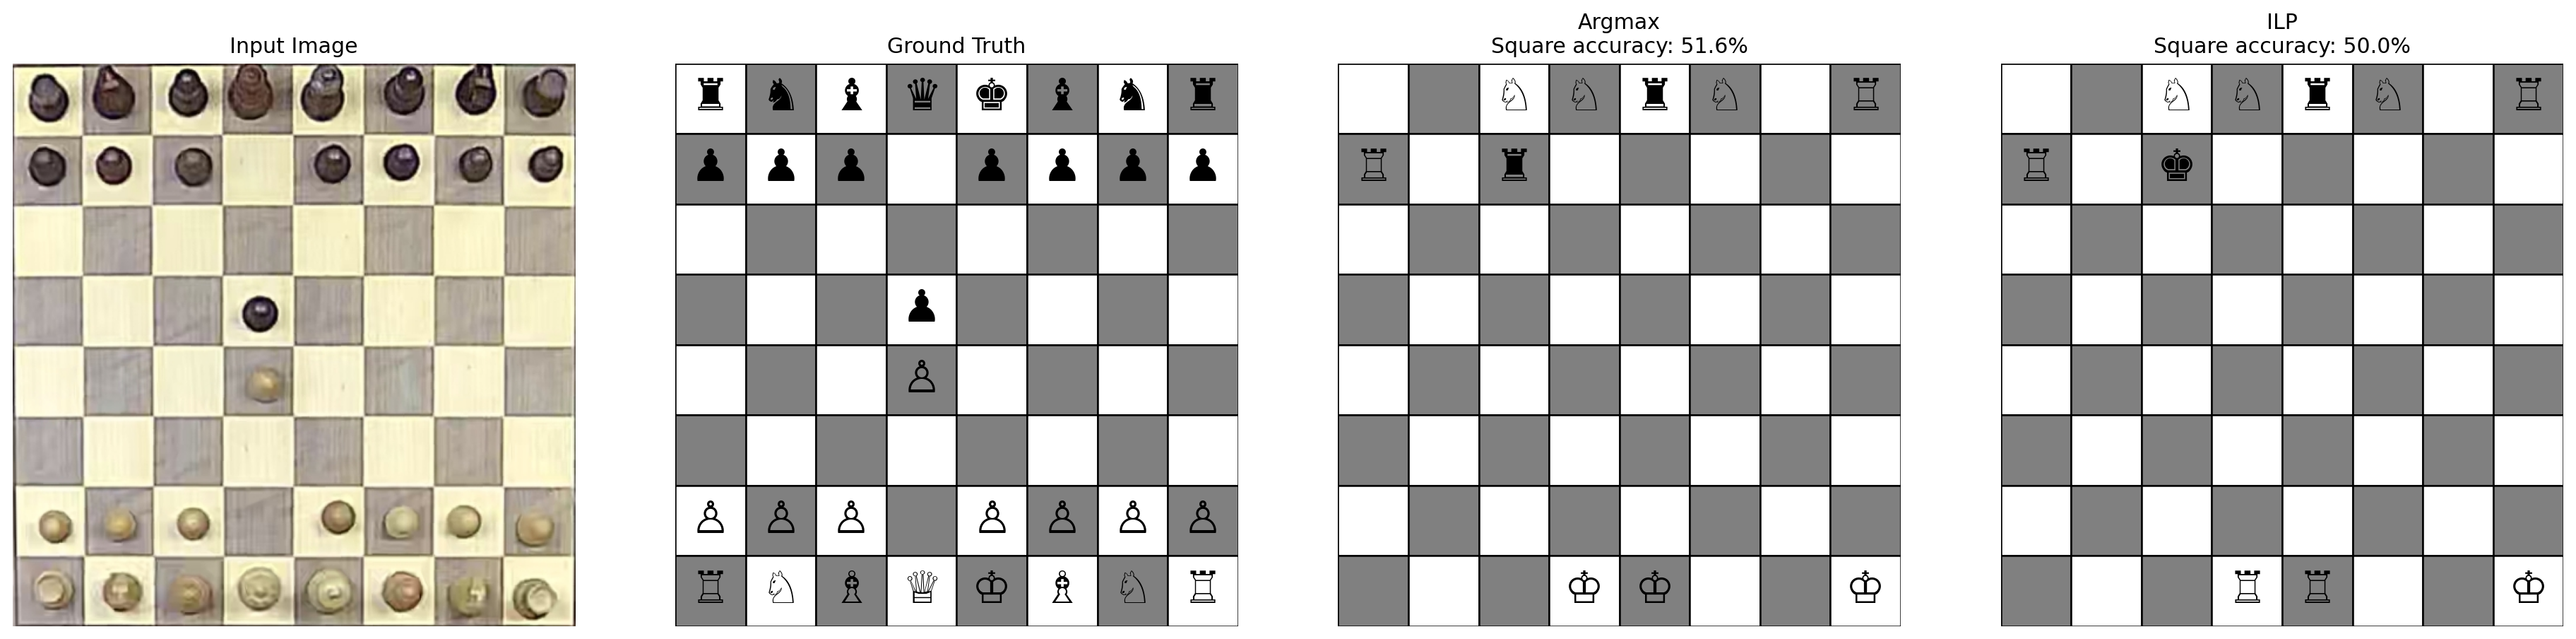 Input Image
Ground Truth
Argmax
Square accuracy: 51.6%
ILP
Square accuracy: 50.0%